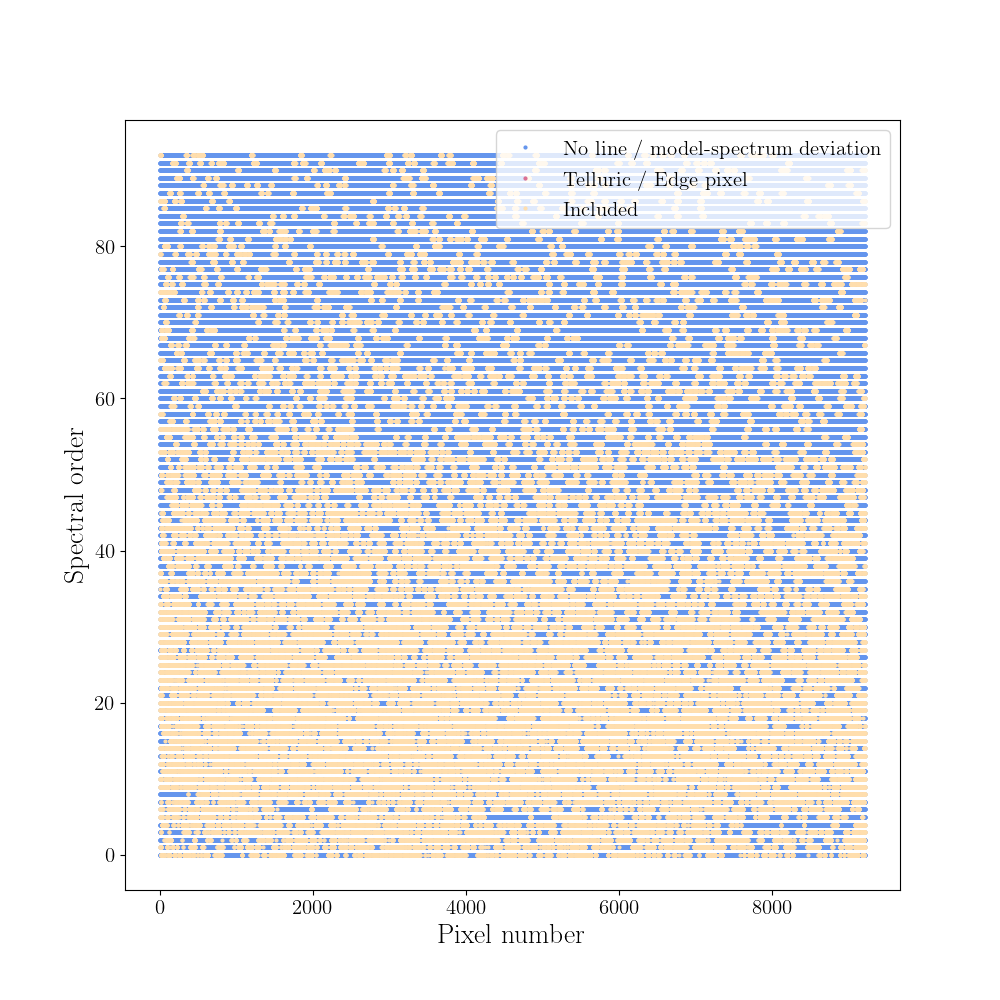 No line / model-spectrum deviation
Telluric / Edge pixel
Included
80
60
40
20
0
Spectral order
0 2000 4000 6000 8000
Pixel number